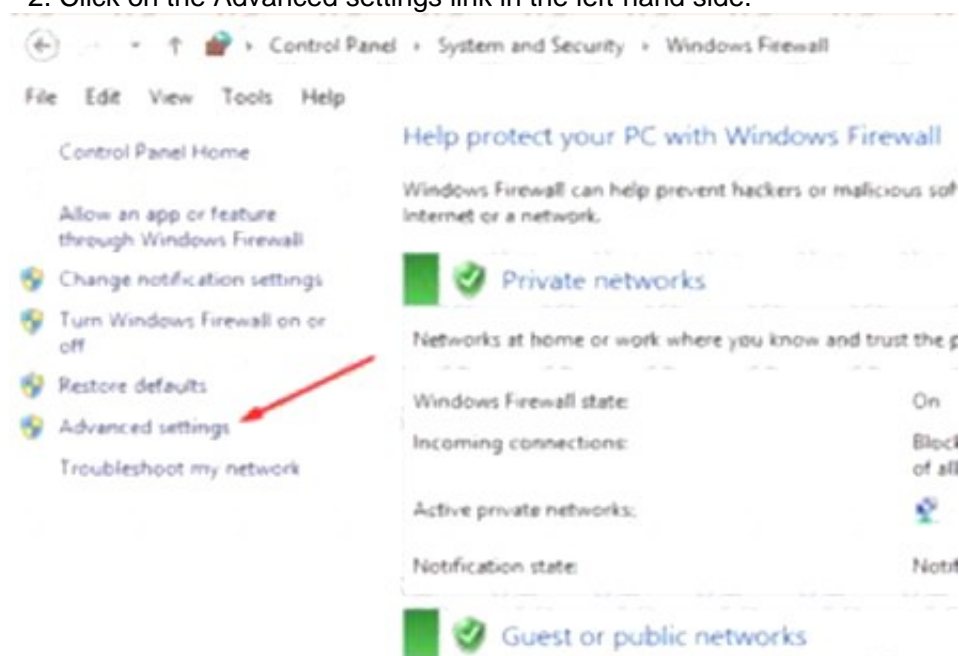 2. Click on the Advanced settings link in the left hand side.
Control Panel System and Security Windows Firewall
File Edit View Tools Help
Control Panel Home
Allow an app or feature
through Windows Firewall
Change notification settings
Turn Windows Firewall on or
off
Restore defaults
Advanced settings
Troubleshoot my network
Help protect your PC with Windows Firewall
Windows Firewall can help prevent hackers or malicious sof
Internet or a network.
Private networks
Networks at home or work where you know and trust the p
Windows Firewall state: On
Incoming connections: Block
of all
Active private networks:
Notification state: Notif
Guest or public networks